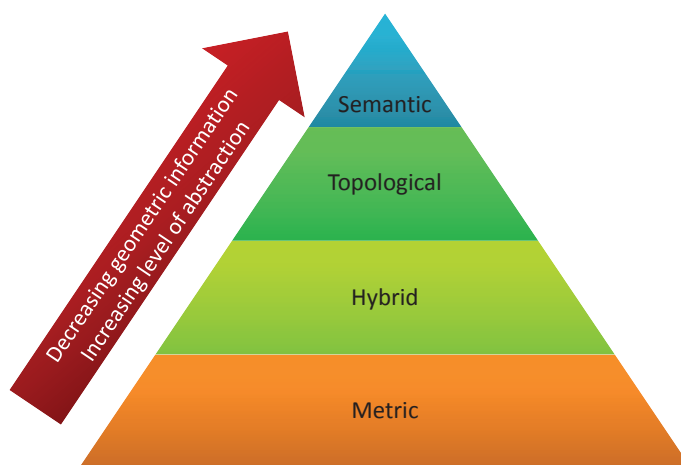 Decreasing geometric information
Increasing level of abstraction
Semantic
Topological
Hybrid
Metric